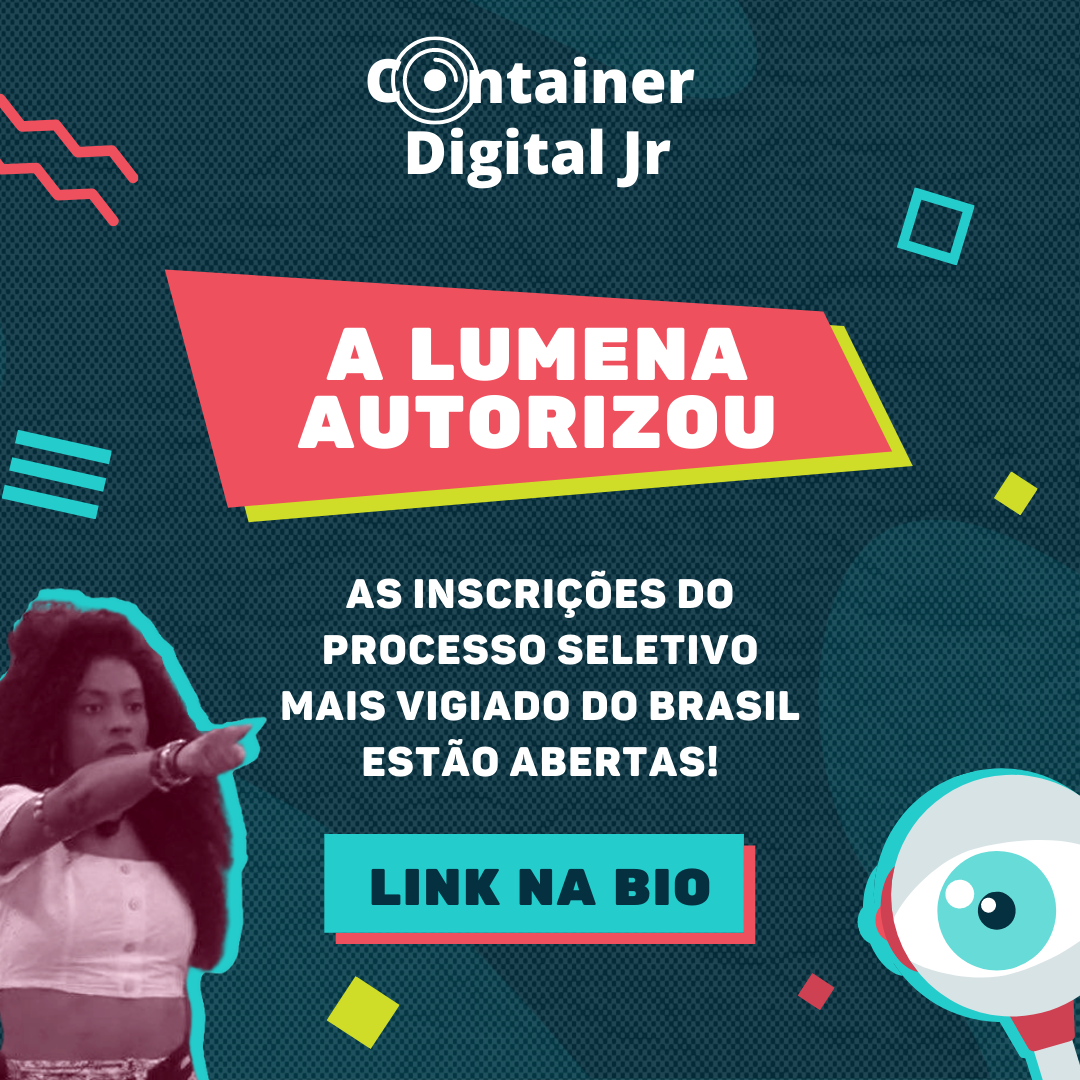 Container
Digital Jr
A LUMENA
AUTORIZOU
AS INSCRIÇÕES DO
PROCESSO SELETIVO
MAIS VIGIADO DO BRASIL
ESTÃO ABERTAS!
LINK NA BIO